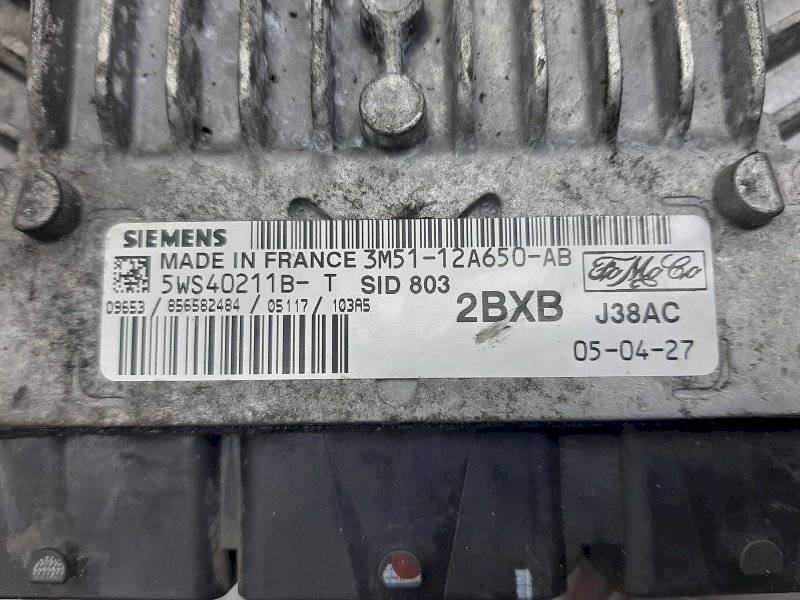 SIEMENS
MADE IN FRANCE 3M51-12A650-AB
5WS40211B- T SID 803
FoMoCo
09653 / 856582484 / 05117 / 103A5
2BXB J38AC
05-04-27